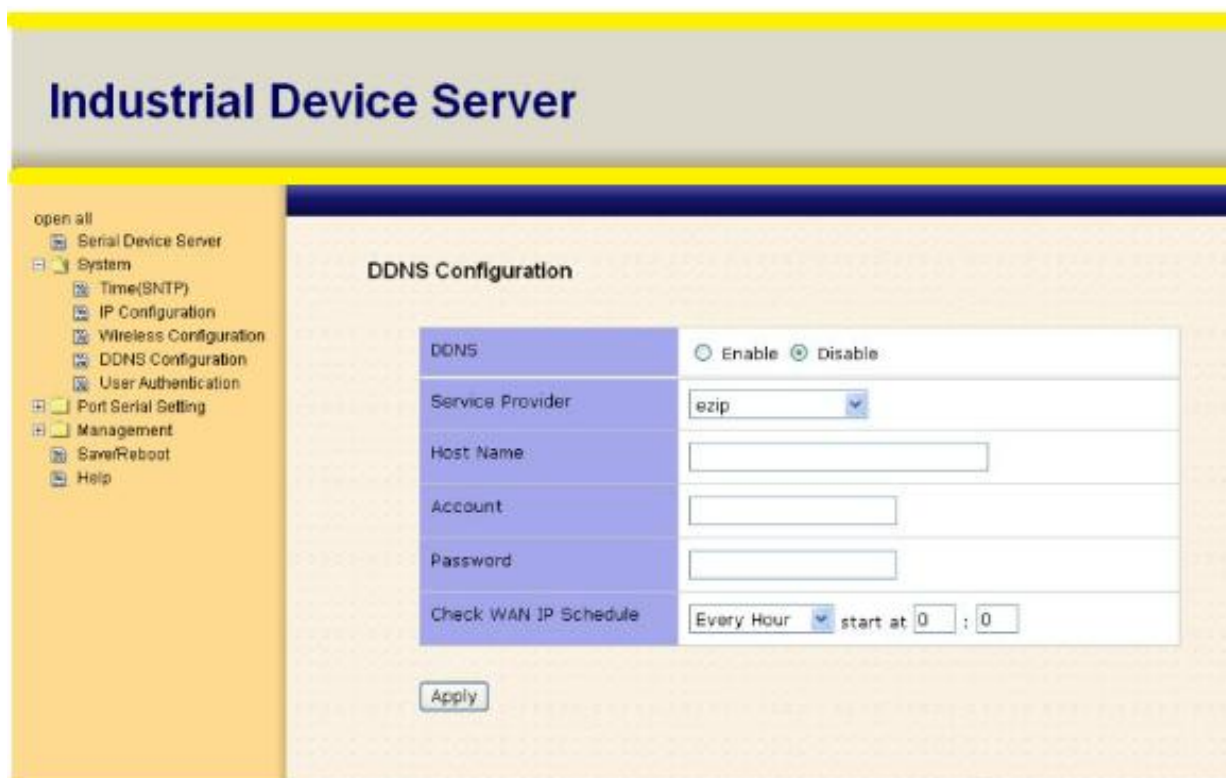 Industrial Device Server
open all
Serial Device Server
System
Time(SNTP)
IP Configuration
Wireless Configuration
DDNS Configuration
User Authentication
Port Serial Setting
Management
Save/Reboot
Help
DDNS Configuration
DDNS Enable Disable
Service Provider ezip
Host Name
Account
Password
Check WAN IP Schedule Every Hour start at 0 : 0
Apply